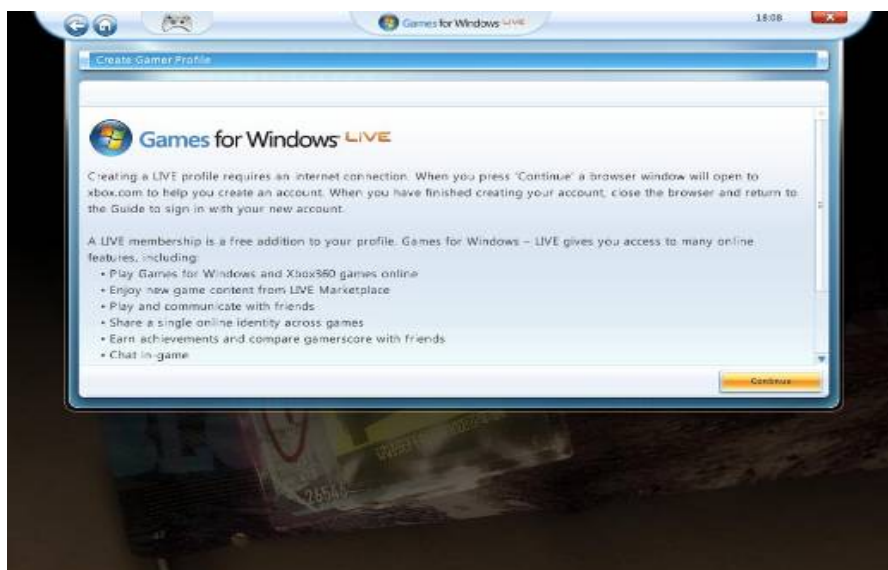 Games for Windows LIVE
18:08
Create Gamer Profile
Games for Windows LIVE
Creating a LIVE profile requires an internet connection. When you press 'Continue' a browser window will open to
xbox.com to help you create an account. When you have finished creating your account, close the browser and return to
the Guide to sign in with your new account.
A LIVE membership is a free addition to your profile. Games for Windows – LIVE gives you access to many online
features, including:
• Play Games for Windows and Xbox360 games online
• Enjoy new game content from LIVE Marketplace
• Play and communicate with friends
• Share a single online identity across games
• Earn achievements and compare gamerscore with friends
• Chat in-game
Continue